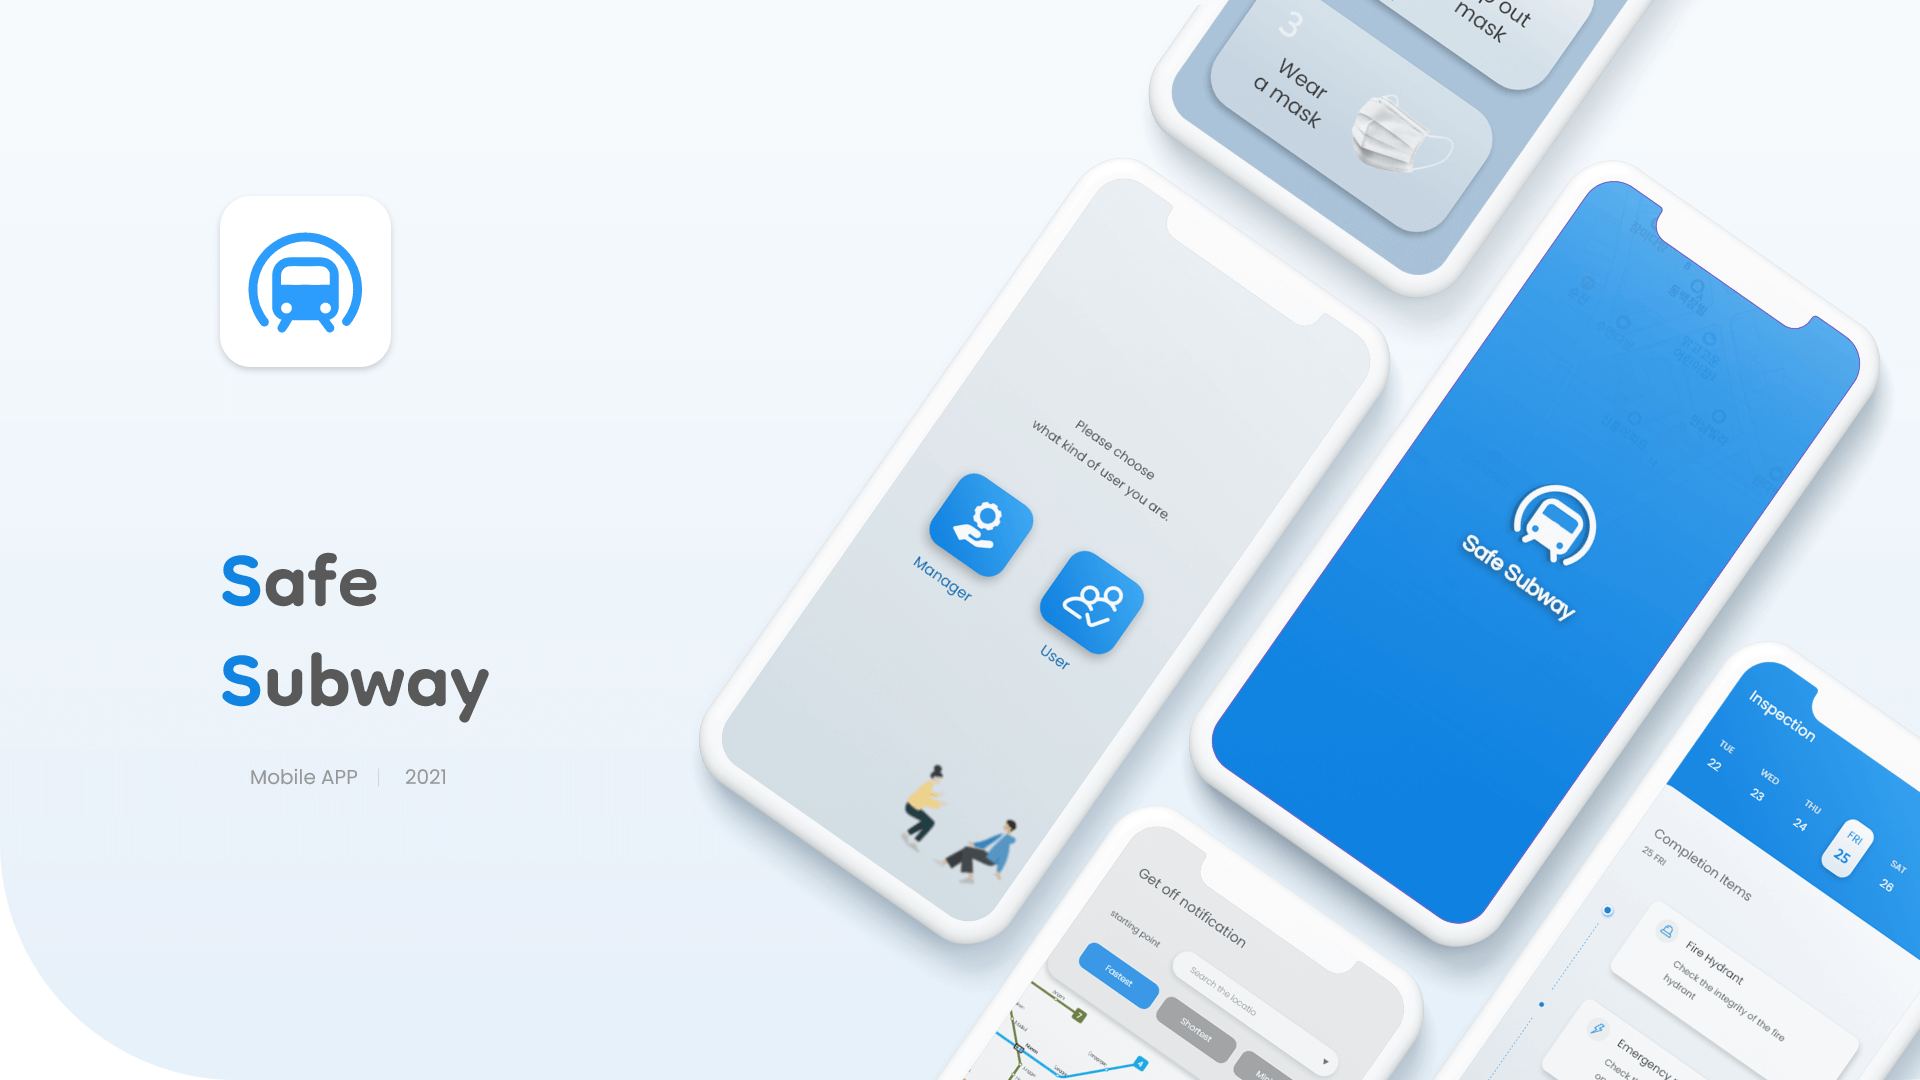 Safe
Subway
Mobile APP
2021
out
mask
3
Wear
a mask
Please choose
what kind of user you are.
Manager
User
Safe Subway
Inspection
TUE
22
WED
23
THU
24
FRI
25
SAT
26
Completion Items
25 FRI
Fire Hydrant
Check the integrity of the fire
hydrant
Emergency
Check
Get off notification
starting point
Search the locatio
Fastest
Shortest
7
4